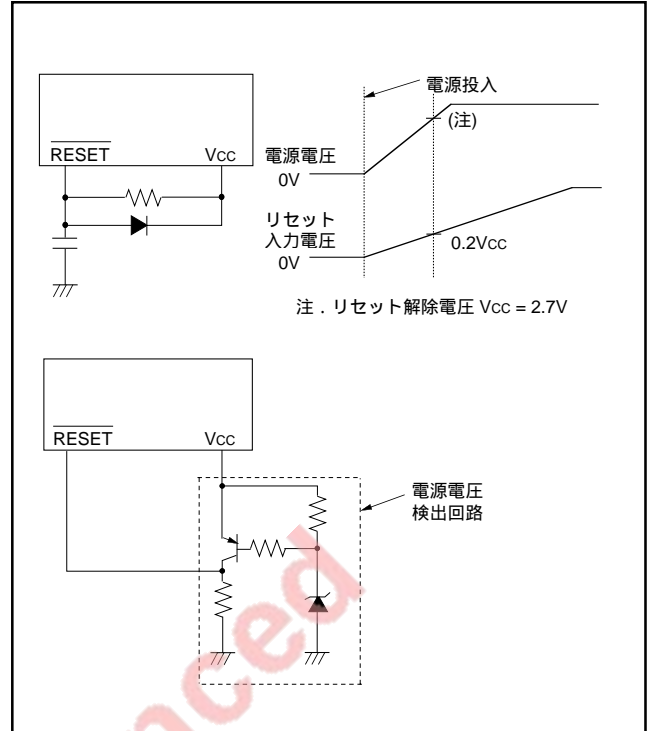 電源投入
(注)
RESET Vcc
電源電圧
0V
リセット
入力電圧
0V
0.2Vcc
注．リセット解除電圧 Vcc = 2.7V
RESET Vcc
電源電圧
検出回路